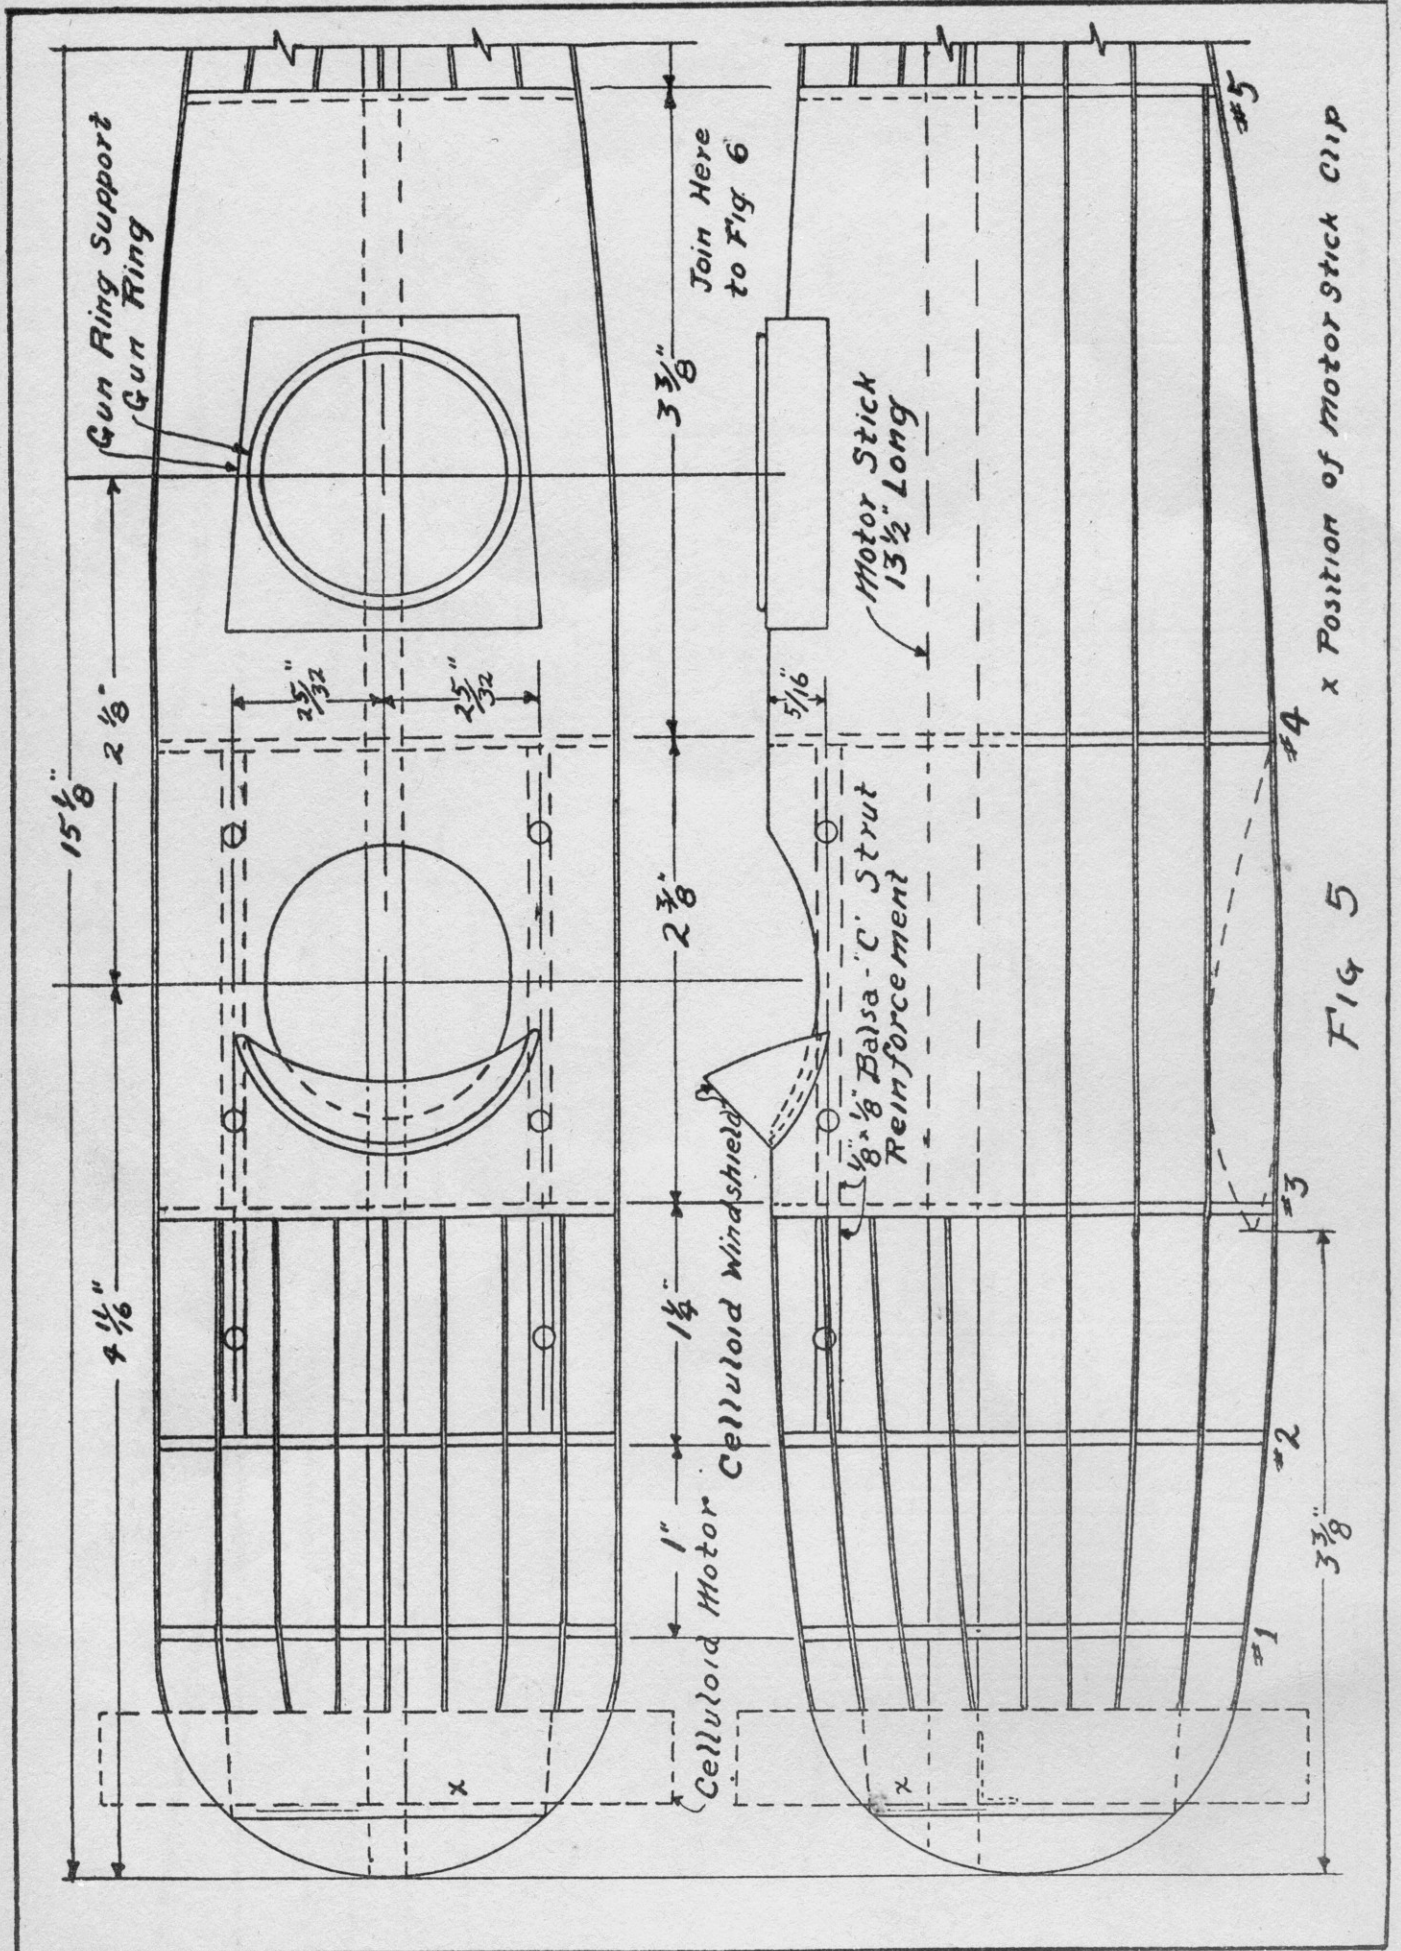 15 1/8"
4 11/16"
2 1/8"
Gun Ring Support
Gun Ring
25/32"
25/32"
1"
1 1/4"
2 3/8"
3 3/8"
Join Here
to Fig 6
Celluloid Motor
Celluloid Windshield
5/16"
1/8" x 1/8" Balsa - "C" Strut
Reinforcement
Motor Stick
13 1/2" Long
x
x
#1
#2
#3
#4
#5
3 3/8"
x Position of motor stick Clip
FIG 5